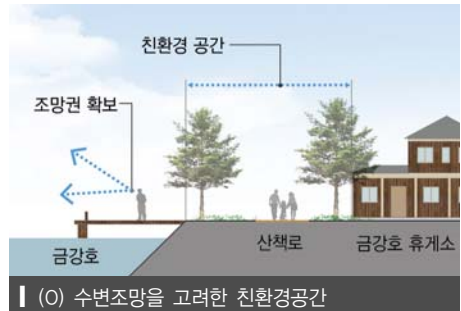 친환경 공간
조망권 확보
금강호
산책로
금강호 휴게소
(O) 수변조망을 고려한 친환경공간